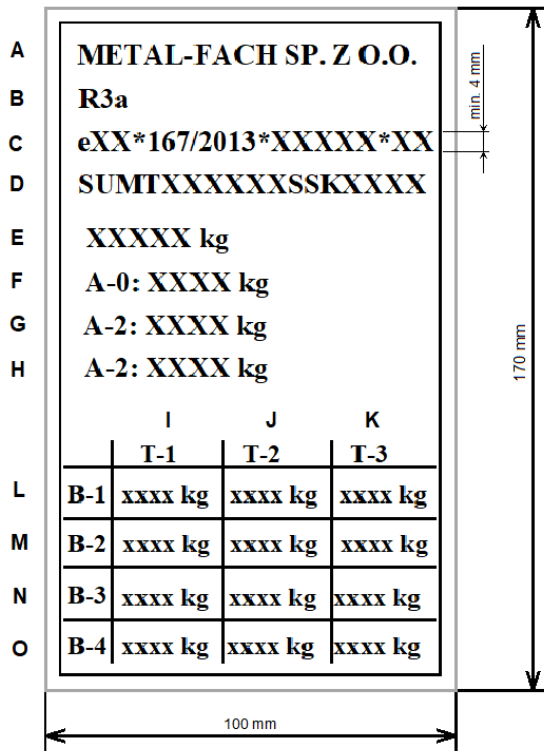 A METAL-FACH SP. Z O.O.
B R3a
C eXX*167/2013*XXXXX*XX min. 4 mm
D SUMTXXXXXXSSKXXXX
E XXXXX kg
F A-0: XXXX kg
G A-2: XXXX kg
H A-2: XXXX kg
170 mm
I J K
T-1 T-2 T-3
L B-1 xxxx kg xxxx kg xxxx kg
M B-2 xxxx kg xxxx kg xxxx kg
N B-3 xxxx kg xxxx kg xxxx kg
O B-4 xxxx kg xxxx kg xxxx kg
100 mm